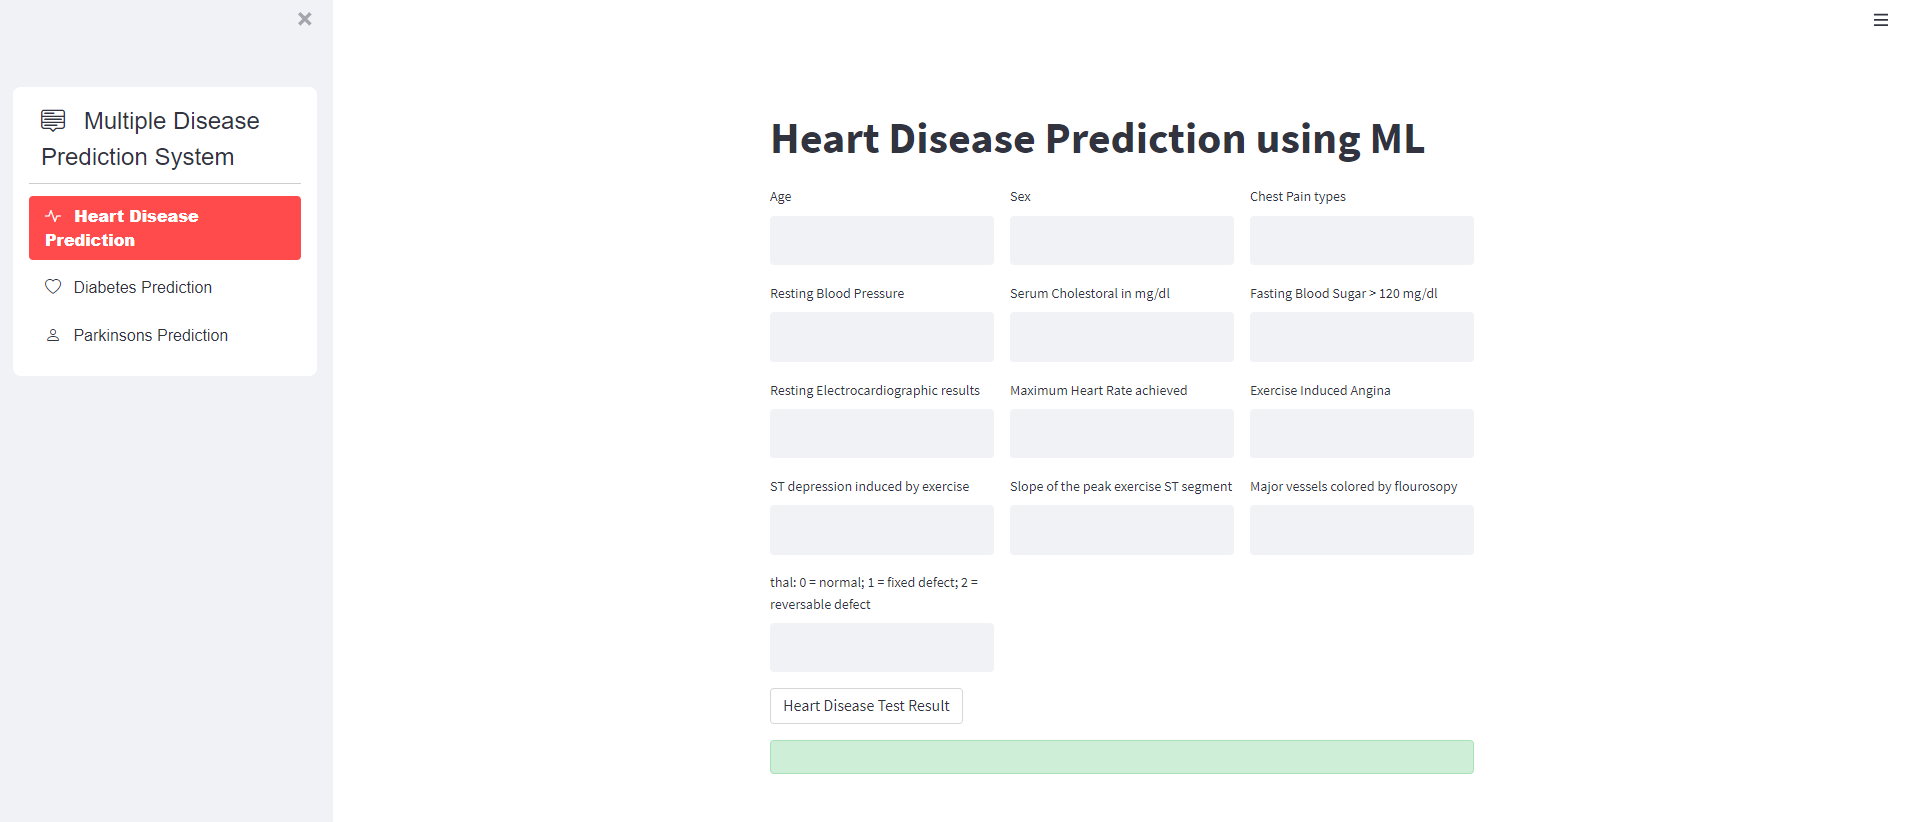 Multiple Disease
Prediction System
Heart Disease
Prediction
Diabetes Prediction
Parkinsons Prediction
Heart Disease Prediction using ML
Age
Sex
Chest Pain types
Resting Blood Pressure
Serum Cholestoral in mg/dl
Fasting Blood Sugar > 120 mg/dl
Resting Electrocardiographic results
Maximum Heart Rate achieved
Exercise Induced Angina
ST depression induced by exercise
Slope of the peak exercise ST segment
Major vessels colored by flourosopy
thal: 0 = normal; 1 = fixed defect; 2 =
reversable defect
Heart Disease Test Result